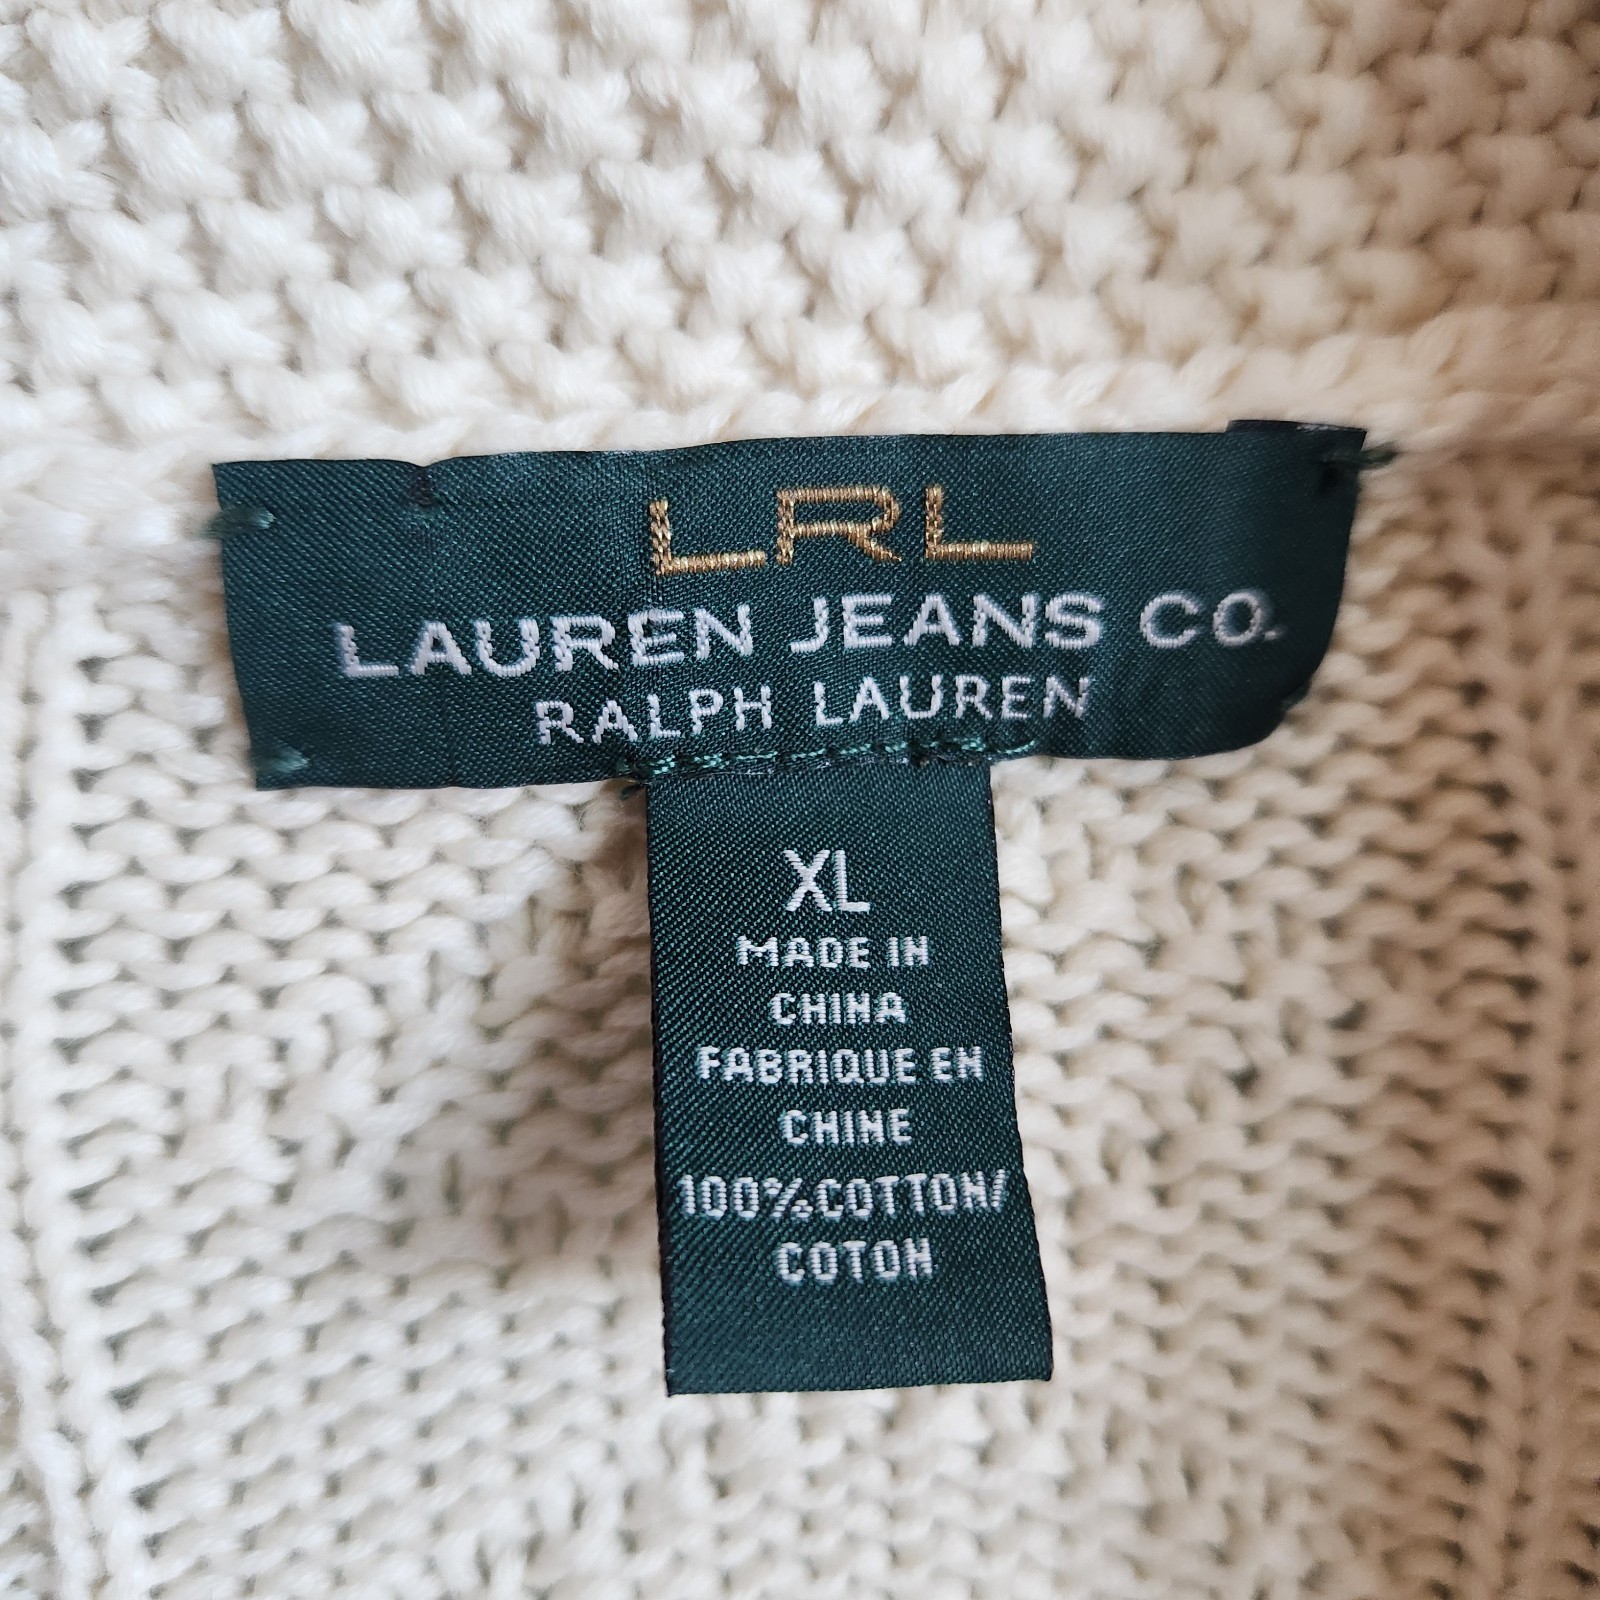 LRL
LAUREN JEANS CO.
RALPH LAUREN
XL
MADE IN
CHINA
FABRIQUE EN
CHINE
100%COTTON/
COTON